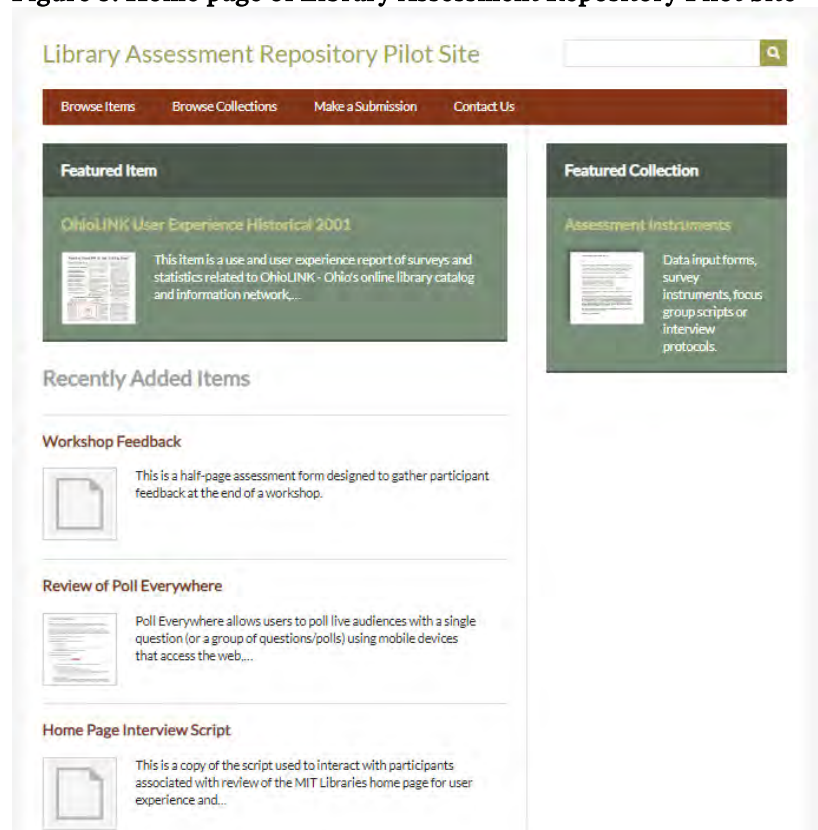 Library Assessment Repository Pilot Site
Browse Items Browse Collections Make a Submission Contact Us
Featured Item
OhioLINK User Experience Historical 2001
This item is a use and user experience report of surveys and
statistics related to OhioLINK - Ohio's online library catalog
and information network,...
Featured Collection
Assessment Instruments
Data input forms,
survey
instruments, focus
group scripts or
interview
protocols.
Recently Added Items
Workshop Feedback
This is a half-page assessment form designed to gather participant
feedback at the end of a workshop.
Review of Poll Everywhere
Poll Everywhere allows users to poll live audiences with a single
question (or a group of questions/polls) using mobile devices
that access the web,...
Home Page Interview Script
This is a copy of the script used to interact with participants
associated with review of the MIT Libraries home page for user
experience and...